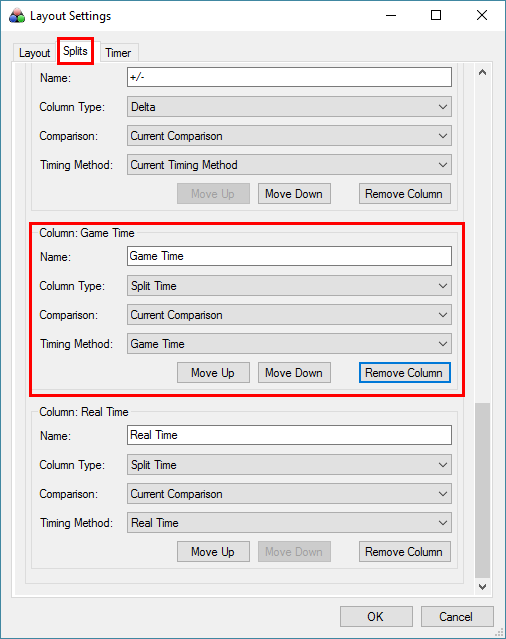 Layout Settings
Layout Splits Timer
Name: +/-
Column Type: Delta
Comparison: Current Comparison
Timing Method: Current Timing Method
Move Up Move Down Remove Column
Column: Game Time
Name: Game Time
Column Type: Split Time
Comparison: Current Comparison
Timing Method: Game Time
Move Up Move Down Remove Column
Column: Real Time
Name: Real Time
Column Type: Split Time
Comparison: Current Comparison
Timing Method: Real Time
Move Up Move Down Remove Column
OK Cancel